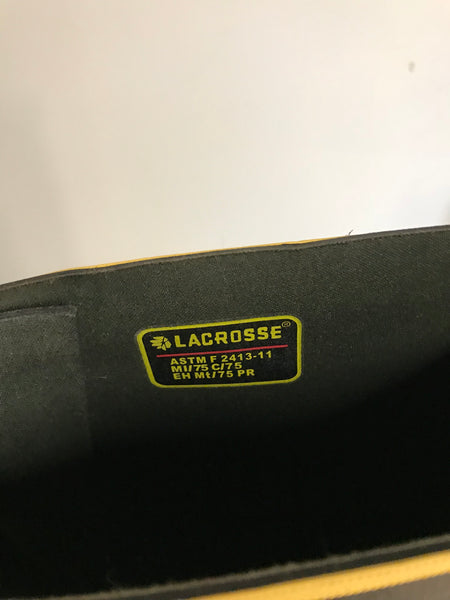 LACROSSE®
ASTM F 2413-11
MI/75 C/75
EH Mt/75 PR